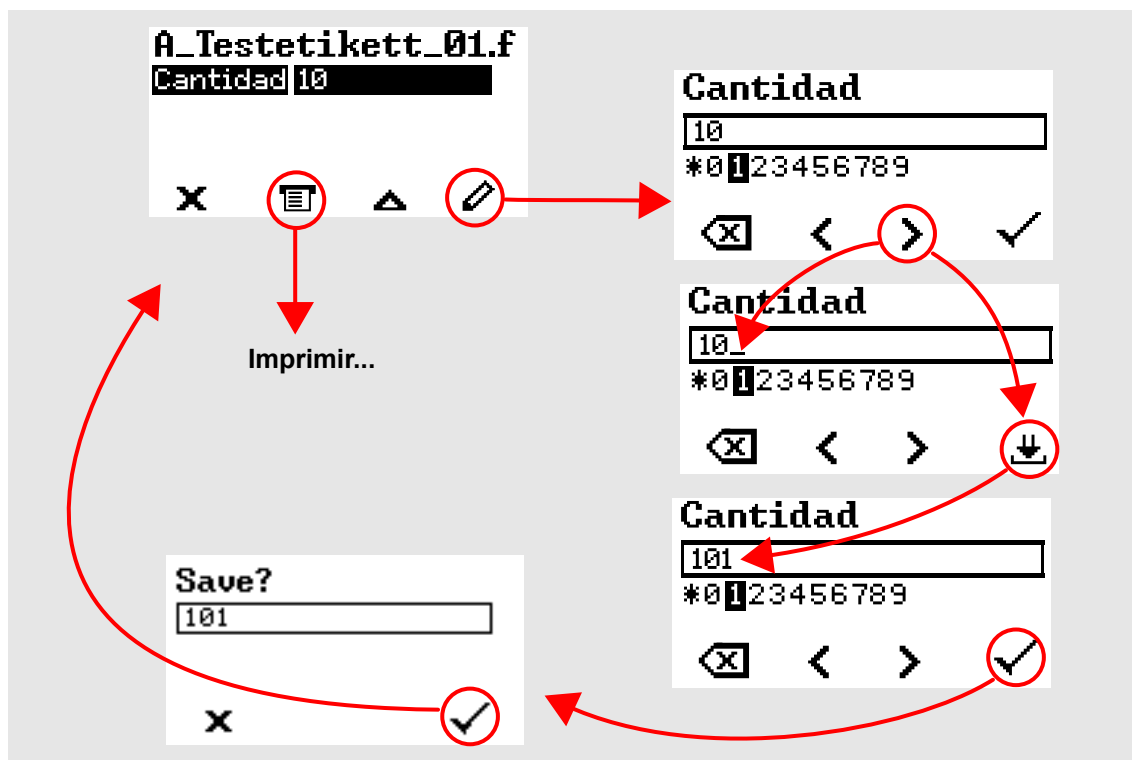 A_Testetikett_01.f
Cantidad 10
Imprimir...
Cantidad
10
*0123456789
Cantidad
10_
*0123456789
Cantidad
101
*0123456789
Save?
101